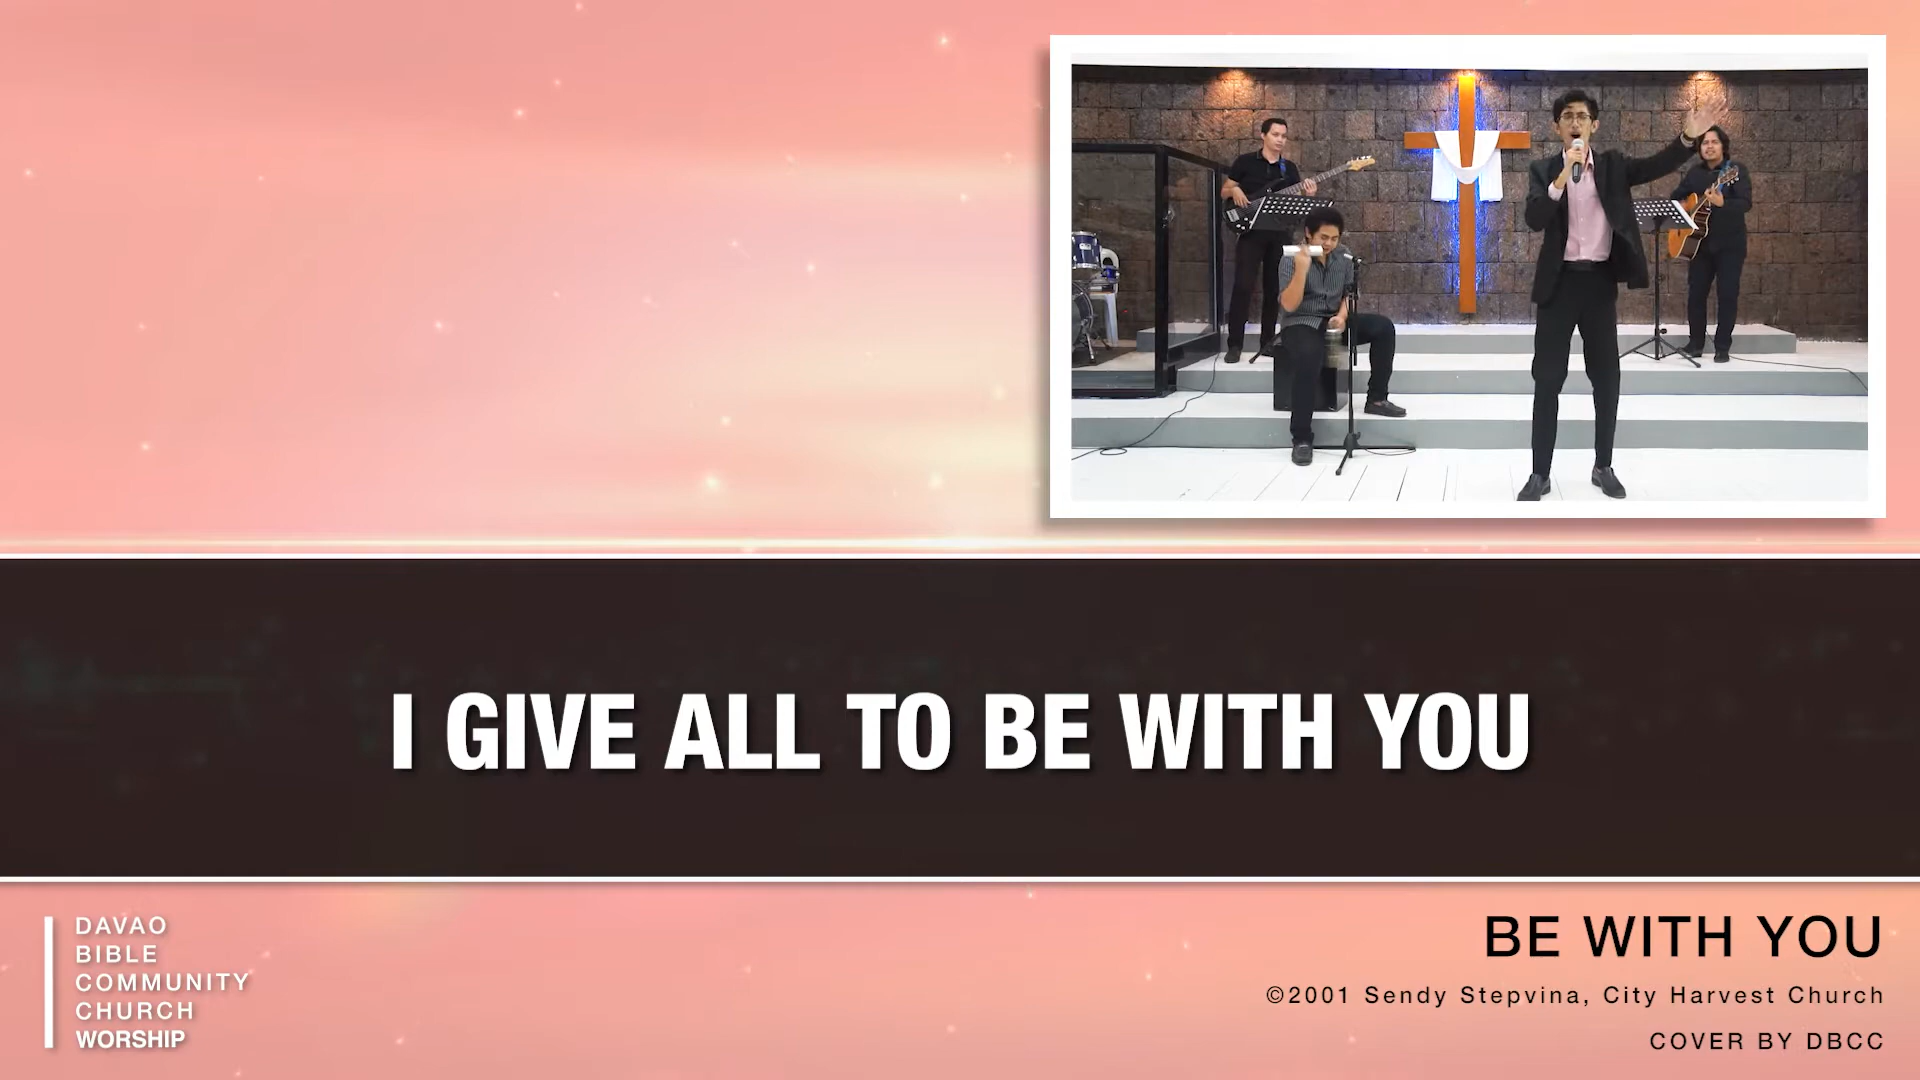 I GIVE ALL TO BE WITH YOU
DAVAO
BIBLE
COMMUNITY
CHURCH
WORSHIP
BE WITH YOU
©2001 Sendy Stepvina, City Harvest Church
COVER BY DBCC